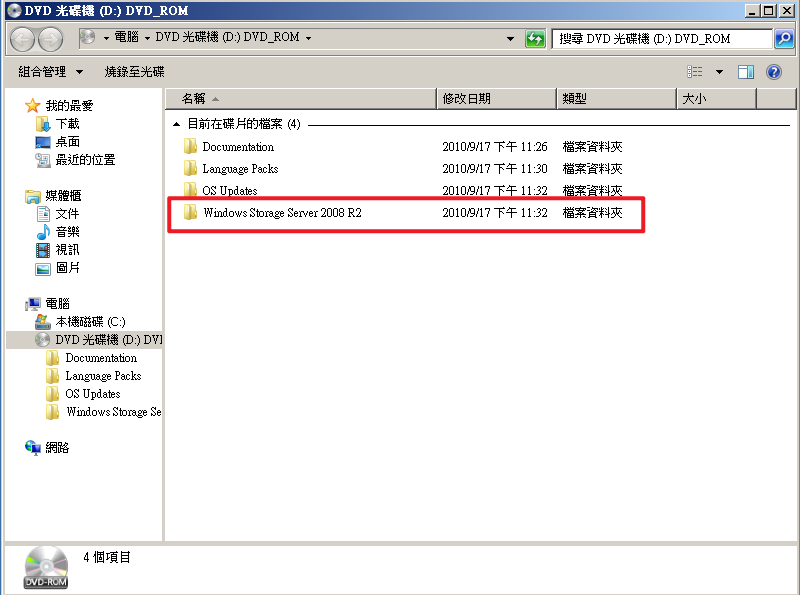 DVD 光碟機 (D:) DVD_ROM
電腦 DVD 光碟機 (D:) DVD_ROM
搜尋 DVD 光碟機 (D:) DVD_ROM
組合管理 燒錄至光碟
名稱 修改日期 類型 大小
我的最愛
下載
桌面
最近的位置
媒體櫃
文件
音樂
視訊
圖片
電腦
本機磁碟 (C:)
DVD 光碟機 (D:) DVI
Documentation
Language Packs
OS Updates
Windows Storage Se
網路
目前在碟片的檔案 (4)
Documentation 2010/9/17 下午 11:26 檔案資料夾
Language Packs 2010/9/17 下午 11:30 檔案資料夾
OS Updates 2010/9/17 下午 11:32 檔案資料夾
Windows Storage Server 2008 R2 2010/9/17 下午 11:32 檔案資料夾
4 個項目
DVD-ROM